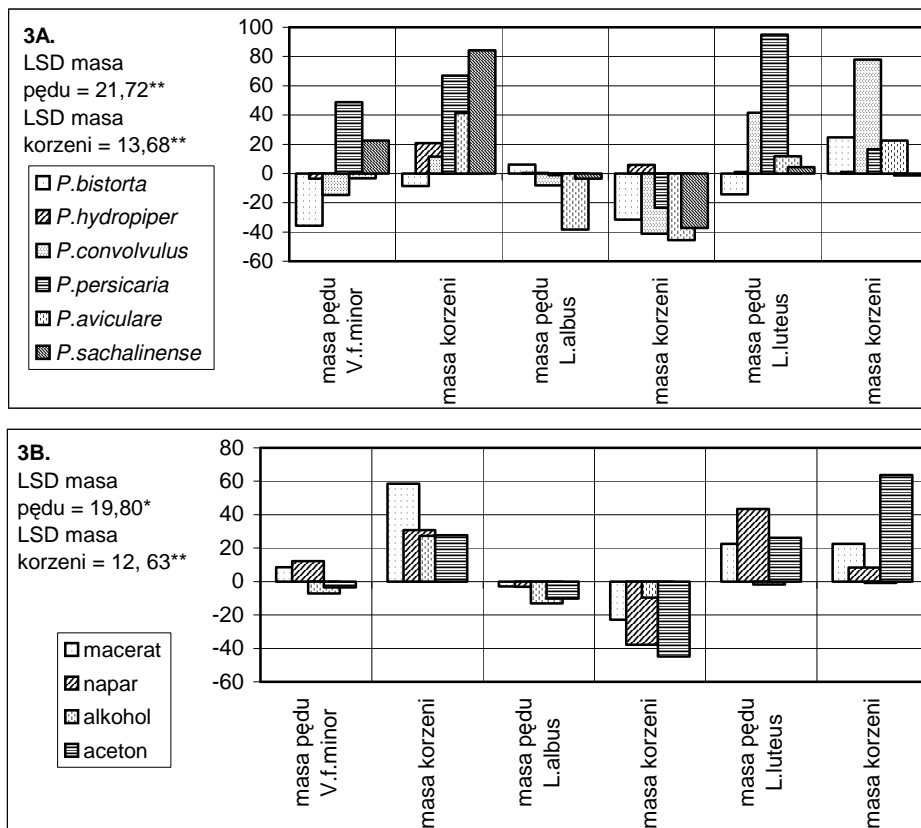 3A.
LSD masa
pędu = 21,72**
LSD masa
korzeni = 13,68**
P.bistorta
P.hydropiper
P.convolvulus
P.persicaria
P.aviculare
P.sachalinense
100
80
60
40
20
0
-20
-40
-60
masa pędu
V.f.minor
masa korzeni
masa pędu
L.albus
masa korzeni
masa pędu
L.luteus
masa korzeni
3B.
LSD masa
pędu = 19,80*
LSD masa
korzeni = 12, 63**
macerat
napar
alkohol
aceton
80
60
40
20
0
-20
-40
-60
masa pędu
V.f.minor
masa korzeni
masa pędu
L.albus
masa korzeni
masa pędu
L.luteus
masa korzeni